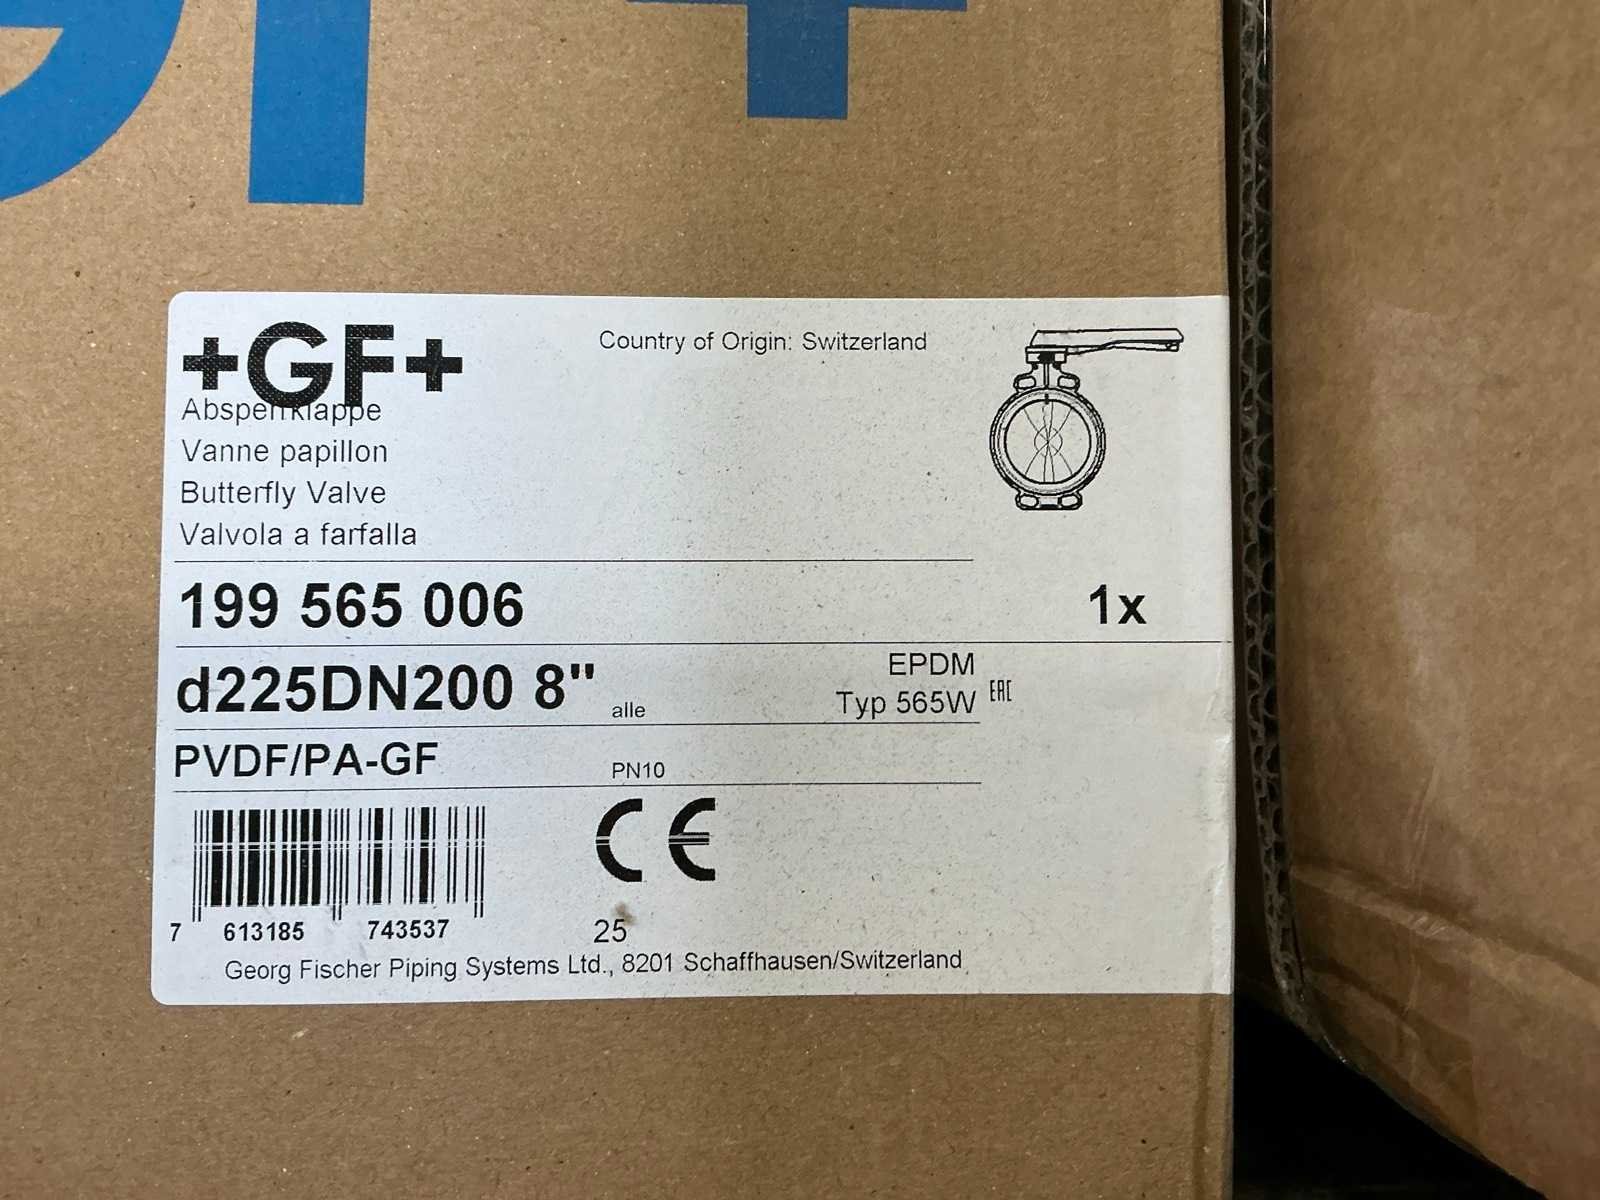 +GF+
Country of Origin: Switzerland
Absperrklappe
Vanne papillon
Butterfly Valve
Valvola a farfalla
199 565 006
1x
d225DN200 8"
alle
EPDM
Typ 565W
EAC
PVDF/PA-GF
PN10
CE
7 613185 743537
25
Georg Fischer Piping Systems Ltd., 8201 Schaffhausen/Switzerland